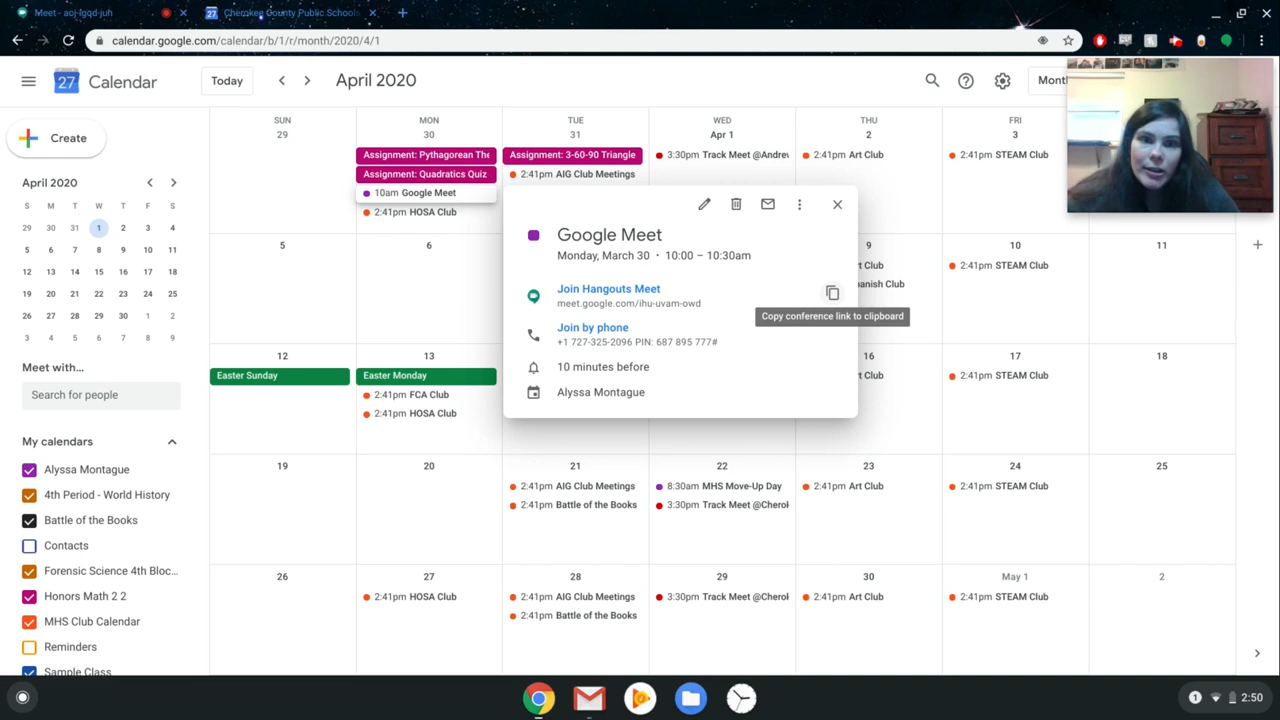 Meet - aoj-fgqd-juh
Cherokee County Public Schools
calendar.google.com/calendar/b/1/r/month/2020/4/1
27
Calendar
Today
April 2020
Mont
Create
April 2020
S M T W T F S
29 30 31 1 2 3 4
5 6 7 8 9 10 11
12 13 14 15 16 17 18
19 20 21 22 23 24 25
26 27 28 29 30 1 2
3 4 5 6 7 8 9
Meet with...
Search for people
My calendars
Alyssa Montague
4th Period - World History
Battle of the Books
Contacts
Forensic Science 4th Bloc...
Honors Math 2 2
MHS Club Calendar
Reminders
Sample Class
SUN MON TUE WED THU FRI
29 30 31 Apr 1 2 3
Assignment: Pythagorean The
Assignment: 3-60-90 Triangle
3:30pm Track Meet @Andrew
2:41pm Art Club
2:41pm STEAM Club
Assignment: Quadratics Quiz
2:41pm AIG Club Meetings
10am Google Meet
2:41pm HOSA Club
Google Meet
Monday, March 30 · 10:00 – 10:30am
Join Hangouts Meet
meet.google.com/ihu-uvam-owd
Copy conference link to clipboard
Join by phone
+1 727-325-2096 PIN: 687 895 777#
10 minutes before
Alyssa Montague
5 6 9 10 11
t Club
2:41pm STEAM Club
anish Club
12 13 16 17 18
Easter Sunday
Easter Monday
t Club
2:41pm STEAM Club
2:41pm FCA Club
2:41pm HOSA Club
19 20 21 22 23 24 25
2:41pm AIG Club Meetings
8:30am MHS Move-Up Day
2:41pm Art Club
2:41pm STEAM Club
2:41pm Battle of the Books
3:30pm Track Meet @Cherol
26 27 28 29 30 May 1 2
2:41pm HOSA Club
2:41pm AIG Club Meetings
3:30pm Track Meet @Cherol
2:41pm Art Club
2:41pm STEAM Club
2:41pm Battle of the Books
1
2:50